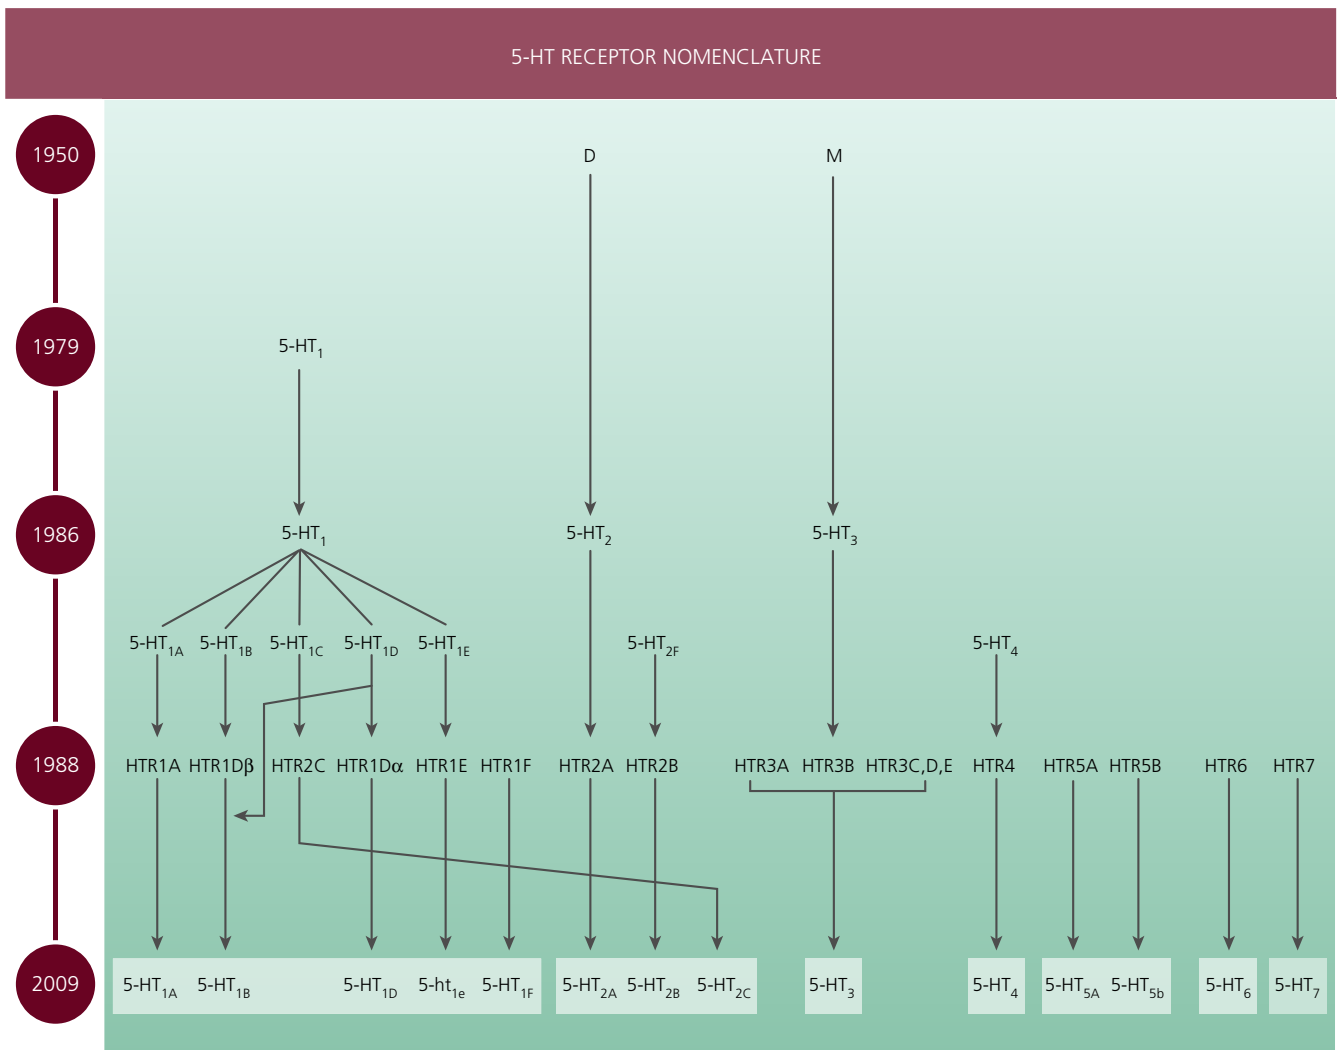 5-HT RECEPTOR NOMENCLATURE
1950 D M
1979 5-HT₁
1986 5-HT₁ 5-HT₂ 5-HT₃
5-HT₁A 5-HT₁B 5-HT₁C 5-HT₁D 5-HT₁E 5-HT₂F 5-HT₄
1988 HTR1A HTR1Dβ HTR2C HTR1Dα HTR1E HTR1F HTR2A HTR2B HTR3A HTR3B HTR3C,D,E HTR4 HTR5A HTR5B HTR6 HTR7
2009 5-HT₁A 5-HT₁B 5-HT₁D 5-ht₁e 5-HT₁F 5-HT₂A 5-HT₂B 5-HT₂C 5-HT₃ 5-HT₄ 5-HT₅A 5-HT₅b 5-HT₆ 5-HT₇